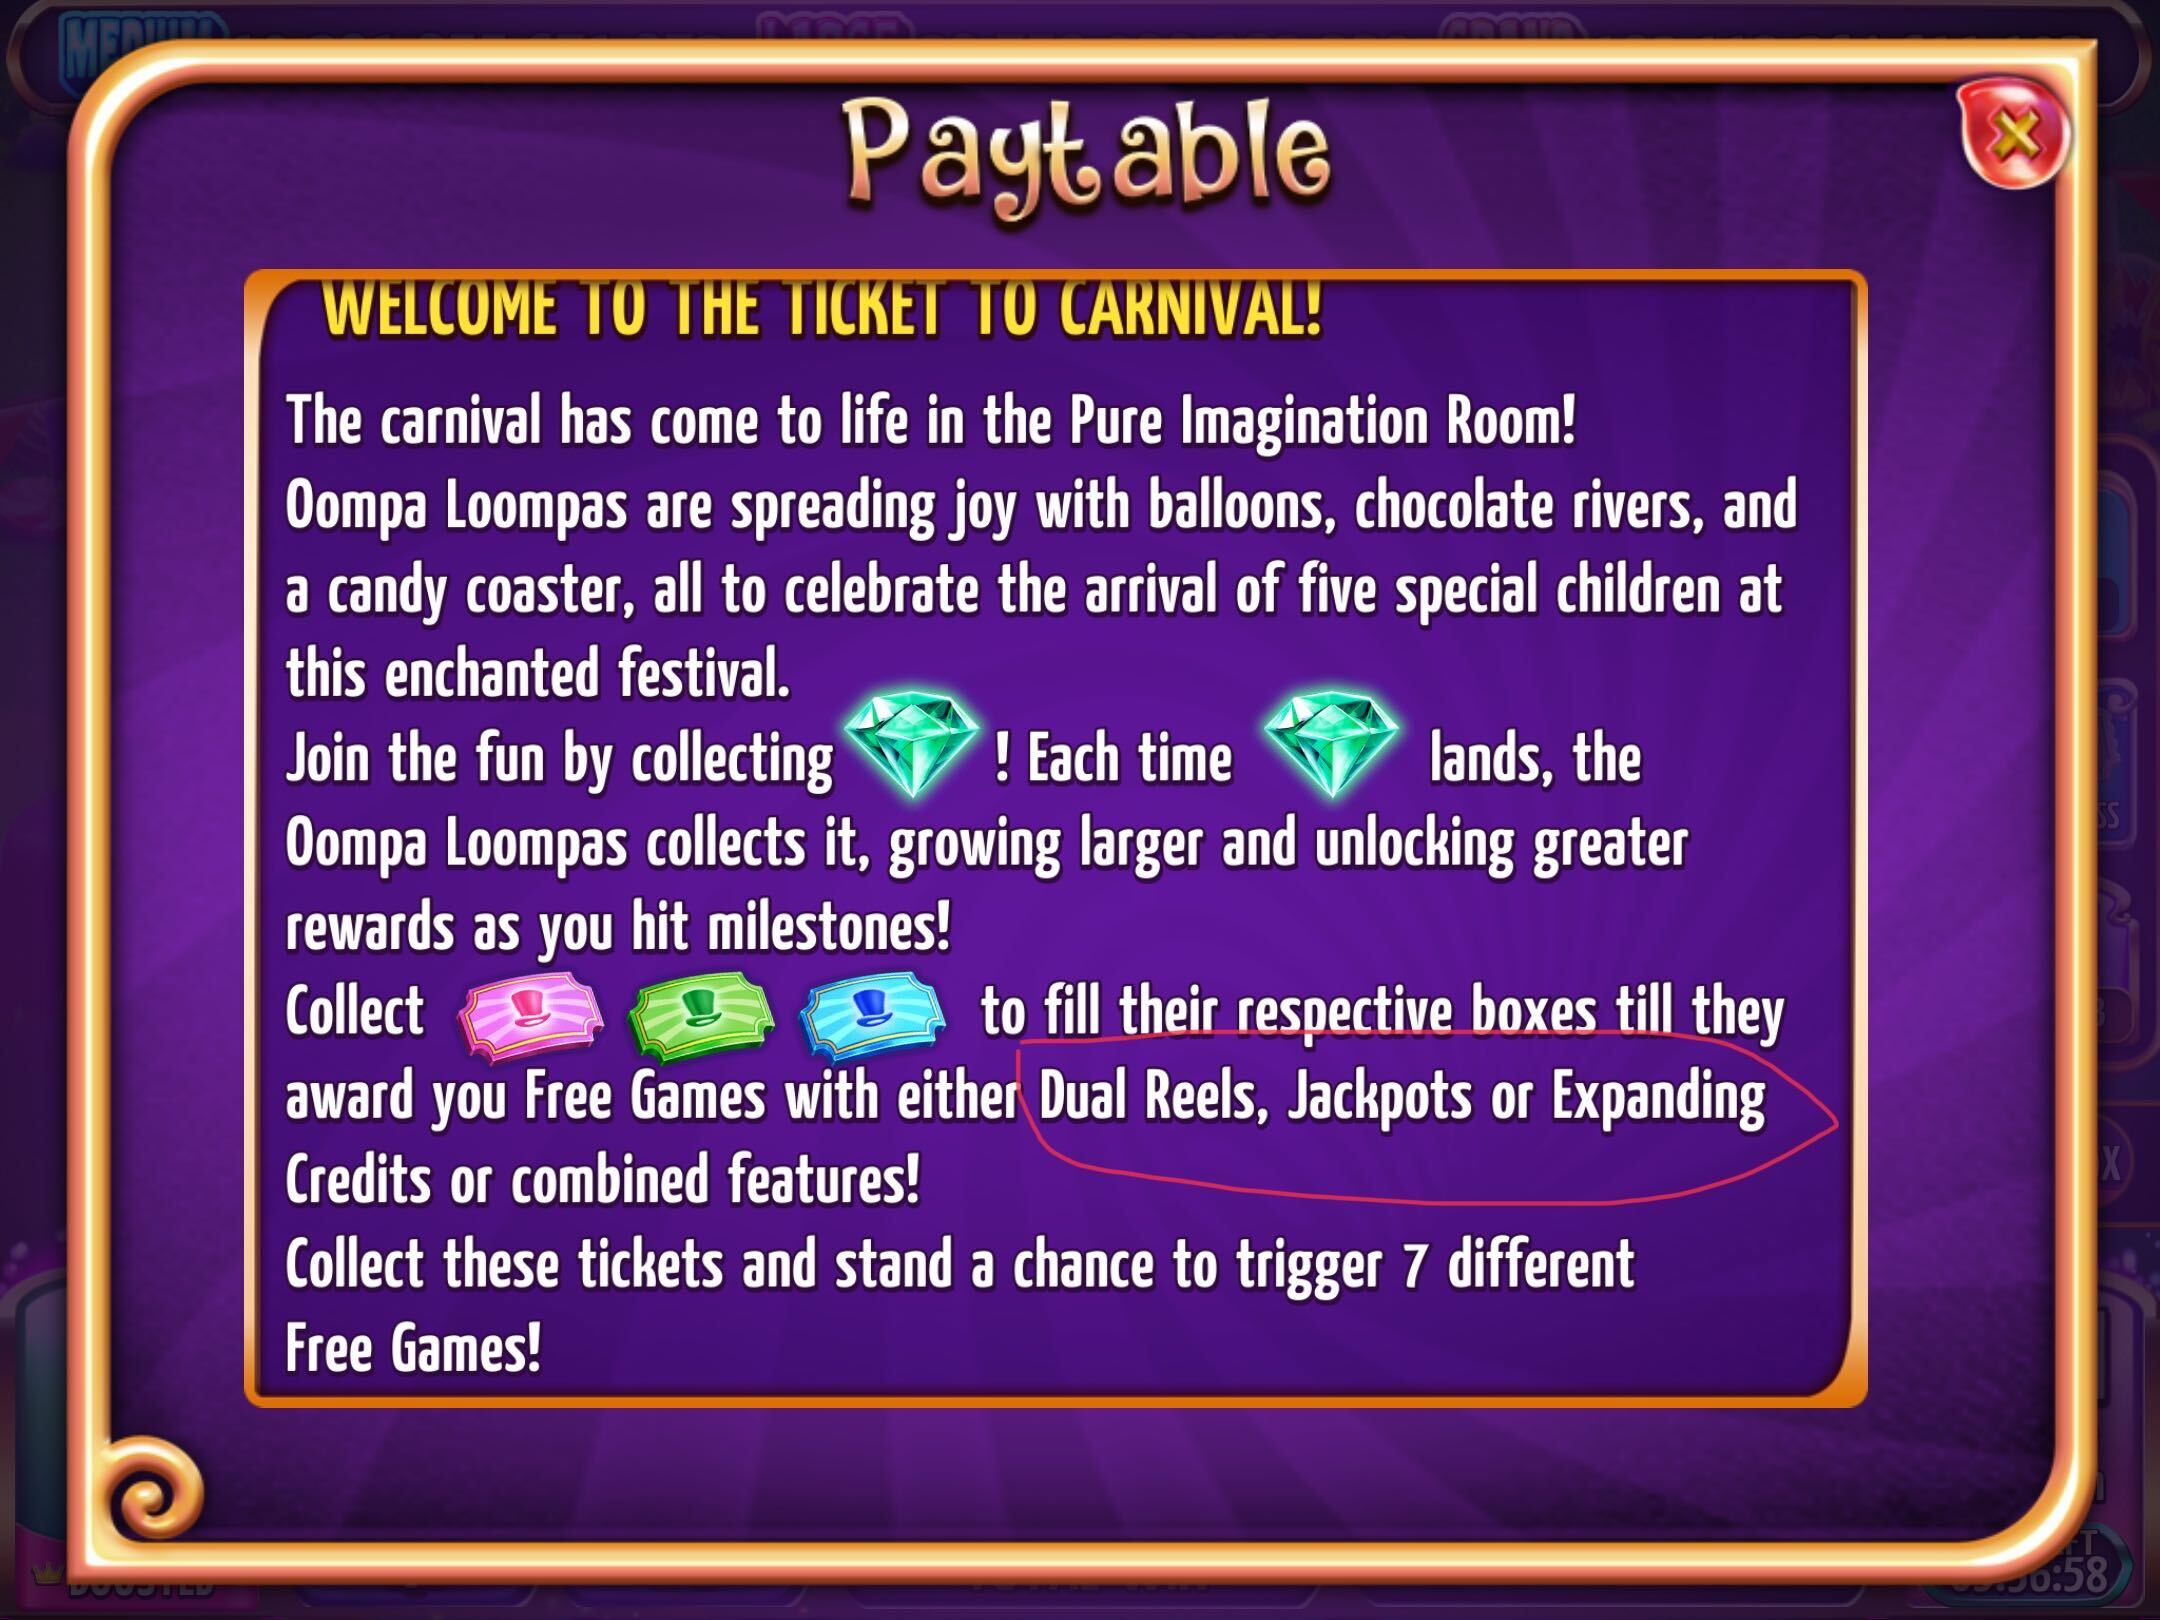 Paytable
WELCOME TO THE TICKET TO CARNIVAL!
The carnival has come to life in the Pure Imagination Room!
Oompa Loompas are spreading joy with balloons, chocolate rivers, and
a candy coaster, all to celebrate the arrival of five special children at
this enchanted festival.
Join the fun by collecting ! Each time lands, the
Oompa Loompas collects it, growing larger and unlocking greater
rewards as you hit milestones!
Collect to fill their respective boxes till they
award you Free Games with either Dual Reels, Jackpots or Expanding
Credits or combined features!
Collect these tickets and stand a chance to trigger 7 different
Free Games!